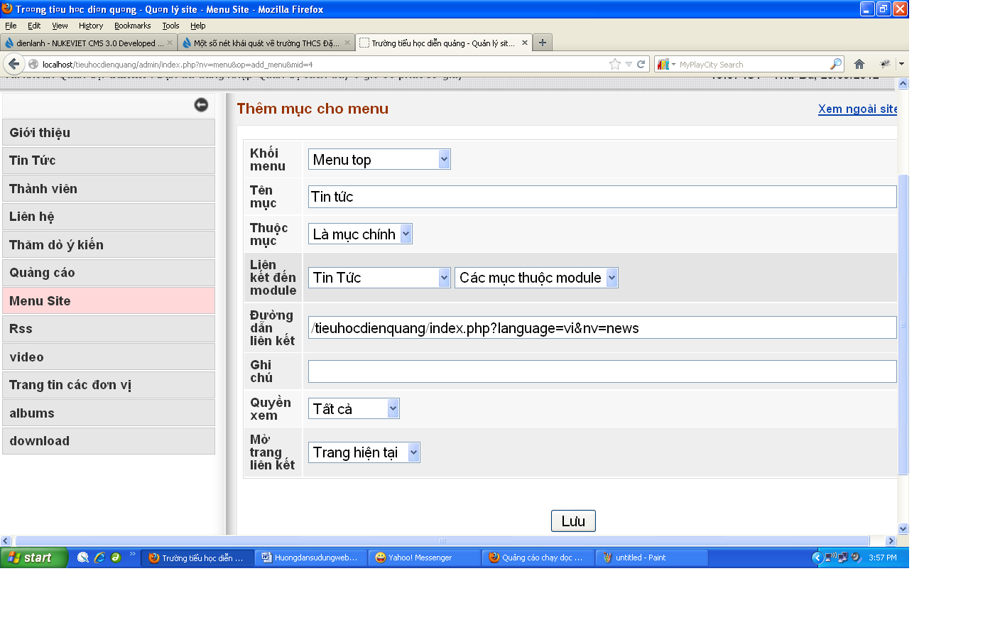 Tr▫▫ng ti▫u h▫c di▫n qu▫ng - Qu▫n lý site - Menu Site - Mozilla Firefox
File Edit View History Bookmarks Tools Help
dienlanh - NUKEVIET CMS 3.0 Developed ...
Một số nét khái quát về trường THCS Đặ...
Trường tiểu học diễn quảng - Quản lý sit...
localhost/tieuhocdienquang/admin/index.php?nv=menu&op=add_menu&mid=4
MyPlayCity Search
Giới thiệu
Tin Tức
Thành viên
Liên hệ
Thăm dò ý kiến
Quảng cáo
Menu Site
Rss
video
Trang tin các đơn vị
albums
download
Thêm mục cho menu
Xem ngoài site
Khối
menu
Menu top
Tên
mục
Tin tức
Thuộc
mục
Là mục chính
Liên
kết đến
module
Tin Tức
Các mục thuộc module
Đường
dẫn
liên kết
/tieuhocdienquang/index.php?language=vi&nv=news
Ghi
chú
Quyền
xem
Tất cả
Mở
trang
liên kết
Trang hiện tại
Lưu
start
Trường tiểu học diễn ...
Huongdansudungweb...
Yahoo! Messenger
Quảng cáo chạy dọc ...
untitled - Paint
3:57 PM